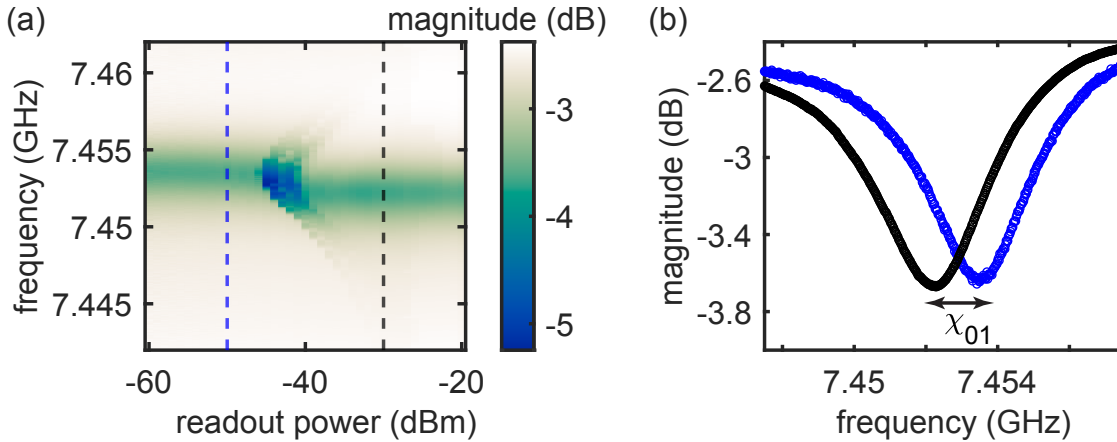 (a)
magnitude (dB)
frequency (GHz)
7.46
7.455
7.45
7.445
-60
-40
-20
readout power (dBm)
-3
-4
-5
(b)
magnitude (dB)
-2.6
-3
-3.4
-3.8
χ01
7.45
7.454
frequency (GHz)